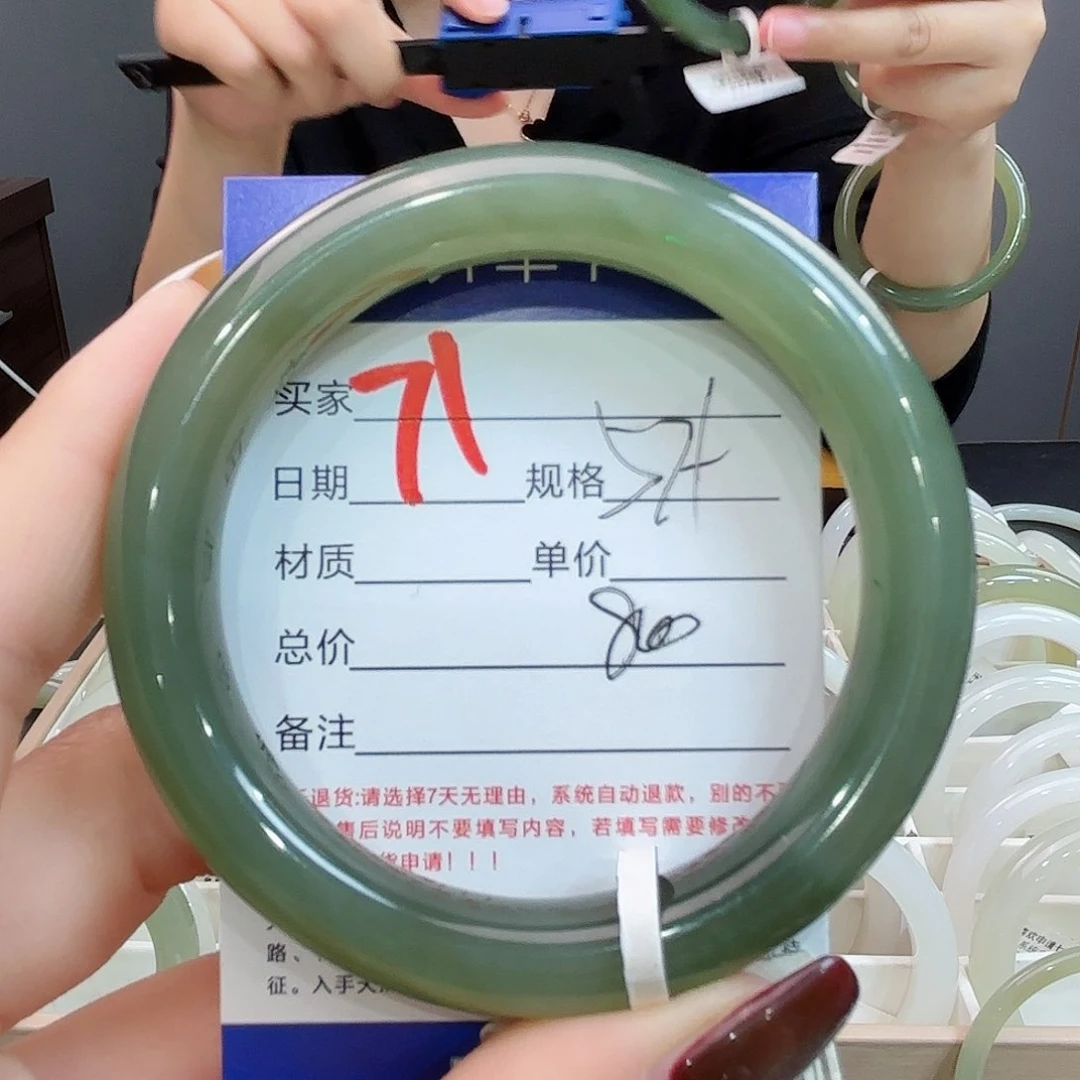 买家 71
日期 规格
材质 单价
总价 800
备注
退货:请选择7天无理由，系统自动退款，别的不
售后说明不要填写内容，若填写需要修改
货申请！！！
路、
征。入手